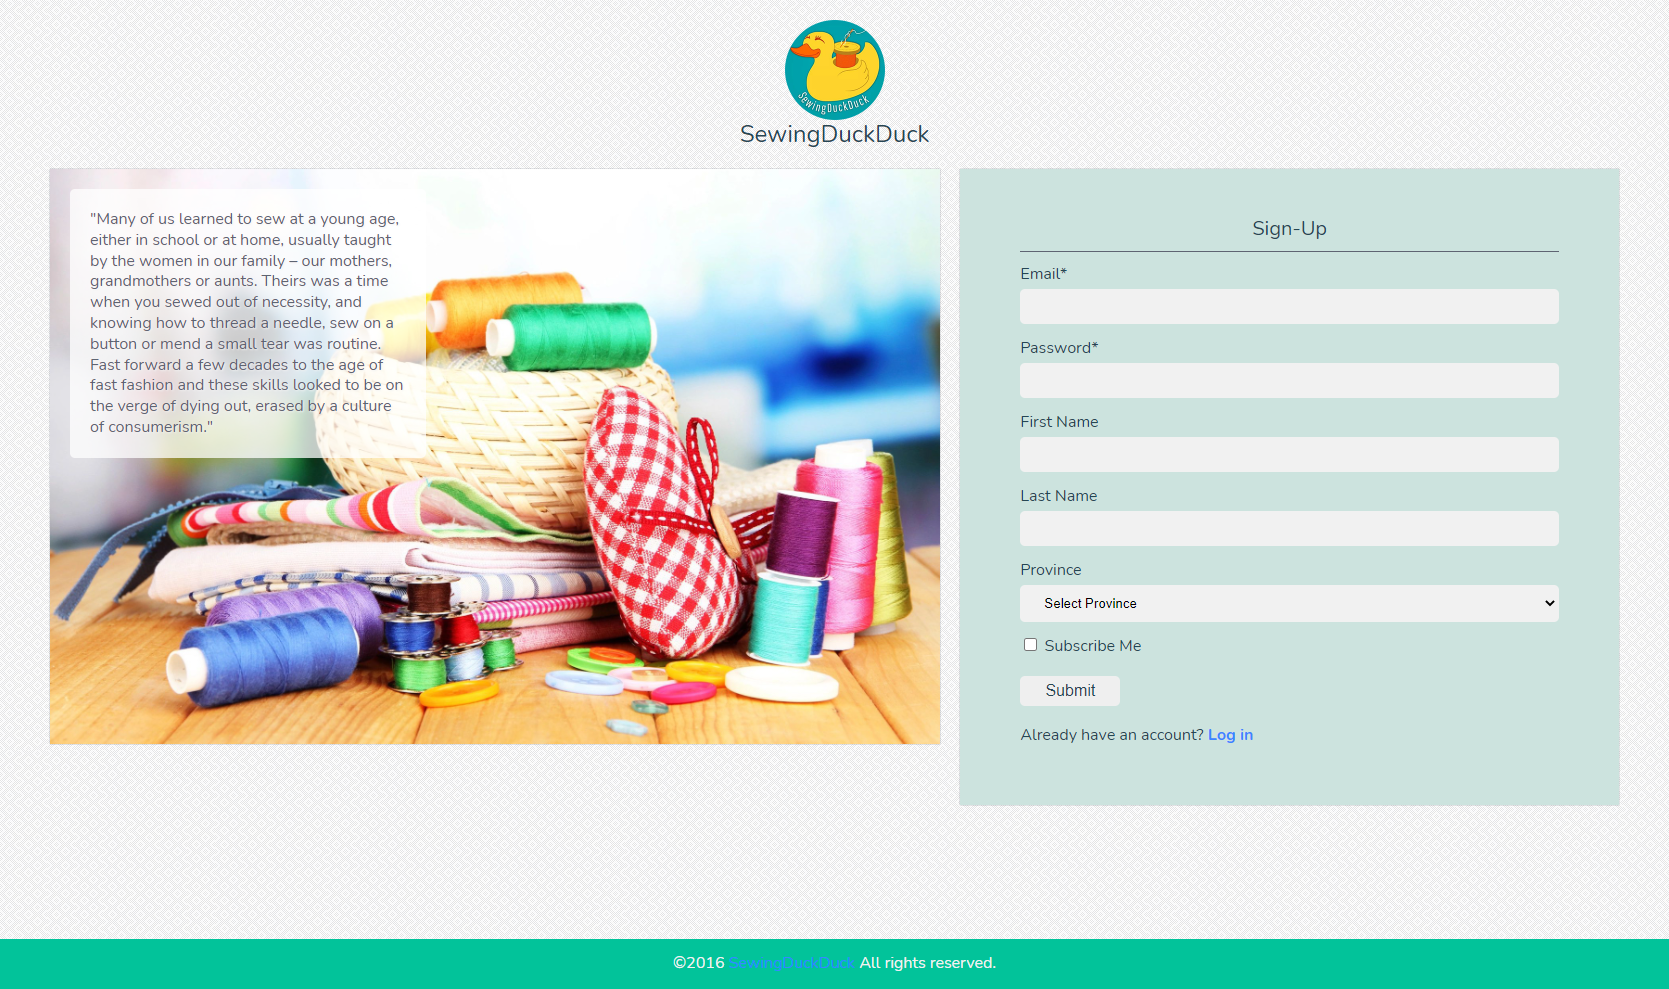 SewingDuckDuck
SewingDuckDuck
"Many of us learned to sew at a young age,
either in school or at home, usually taught
by the women in our family – our mothers,
grandmothers or aunts. Theirs was a time
when you sewed out of necessity, and
knowing how to thread a needle, sew on a
button or mend a small tear was routine.
Fast forward a few decades to the age of
fast fashion and these skills looked to be on
the verge of dying out, erased by a culture
of consumerism."
Sign-Up
Email*
Password*
First Name
Last Name
Province
Select Province
Subscribe Me
Submit
Already have an account? Log in
©2016 SewingDuckDuck All rights reserved.